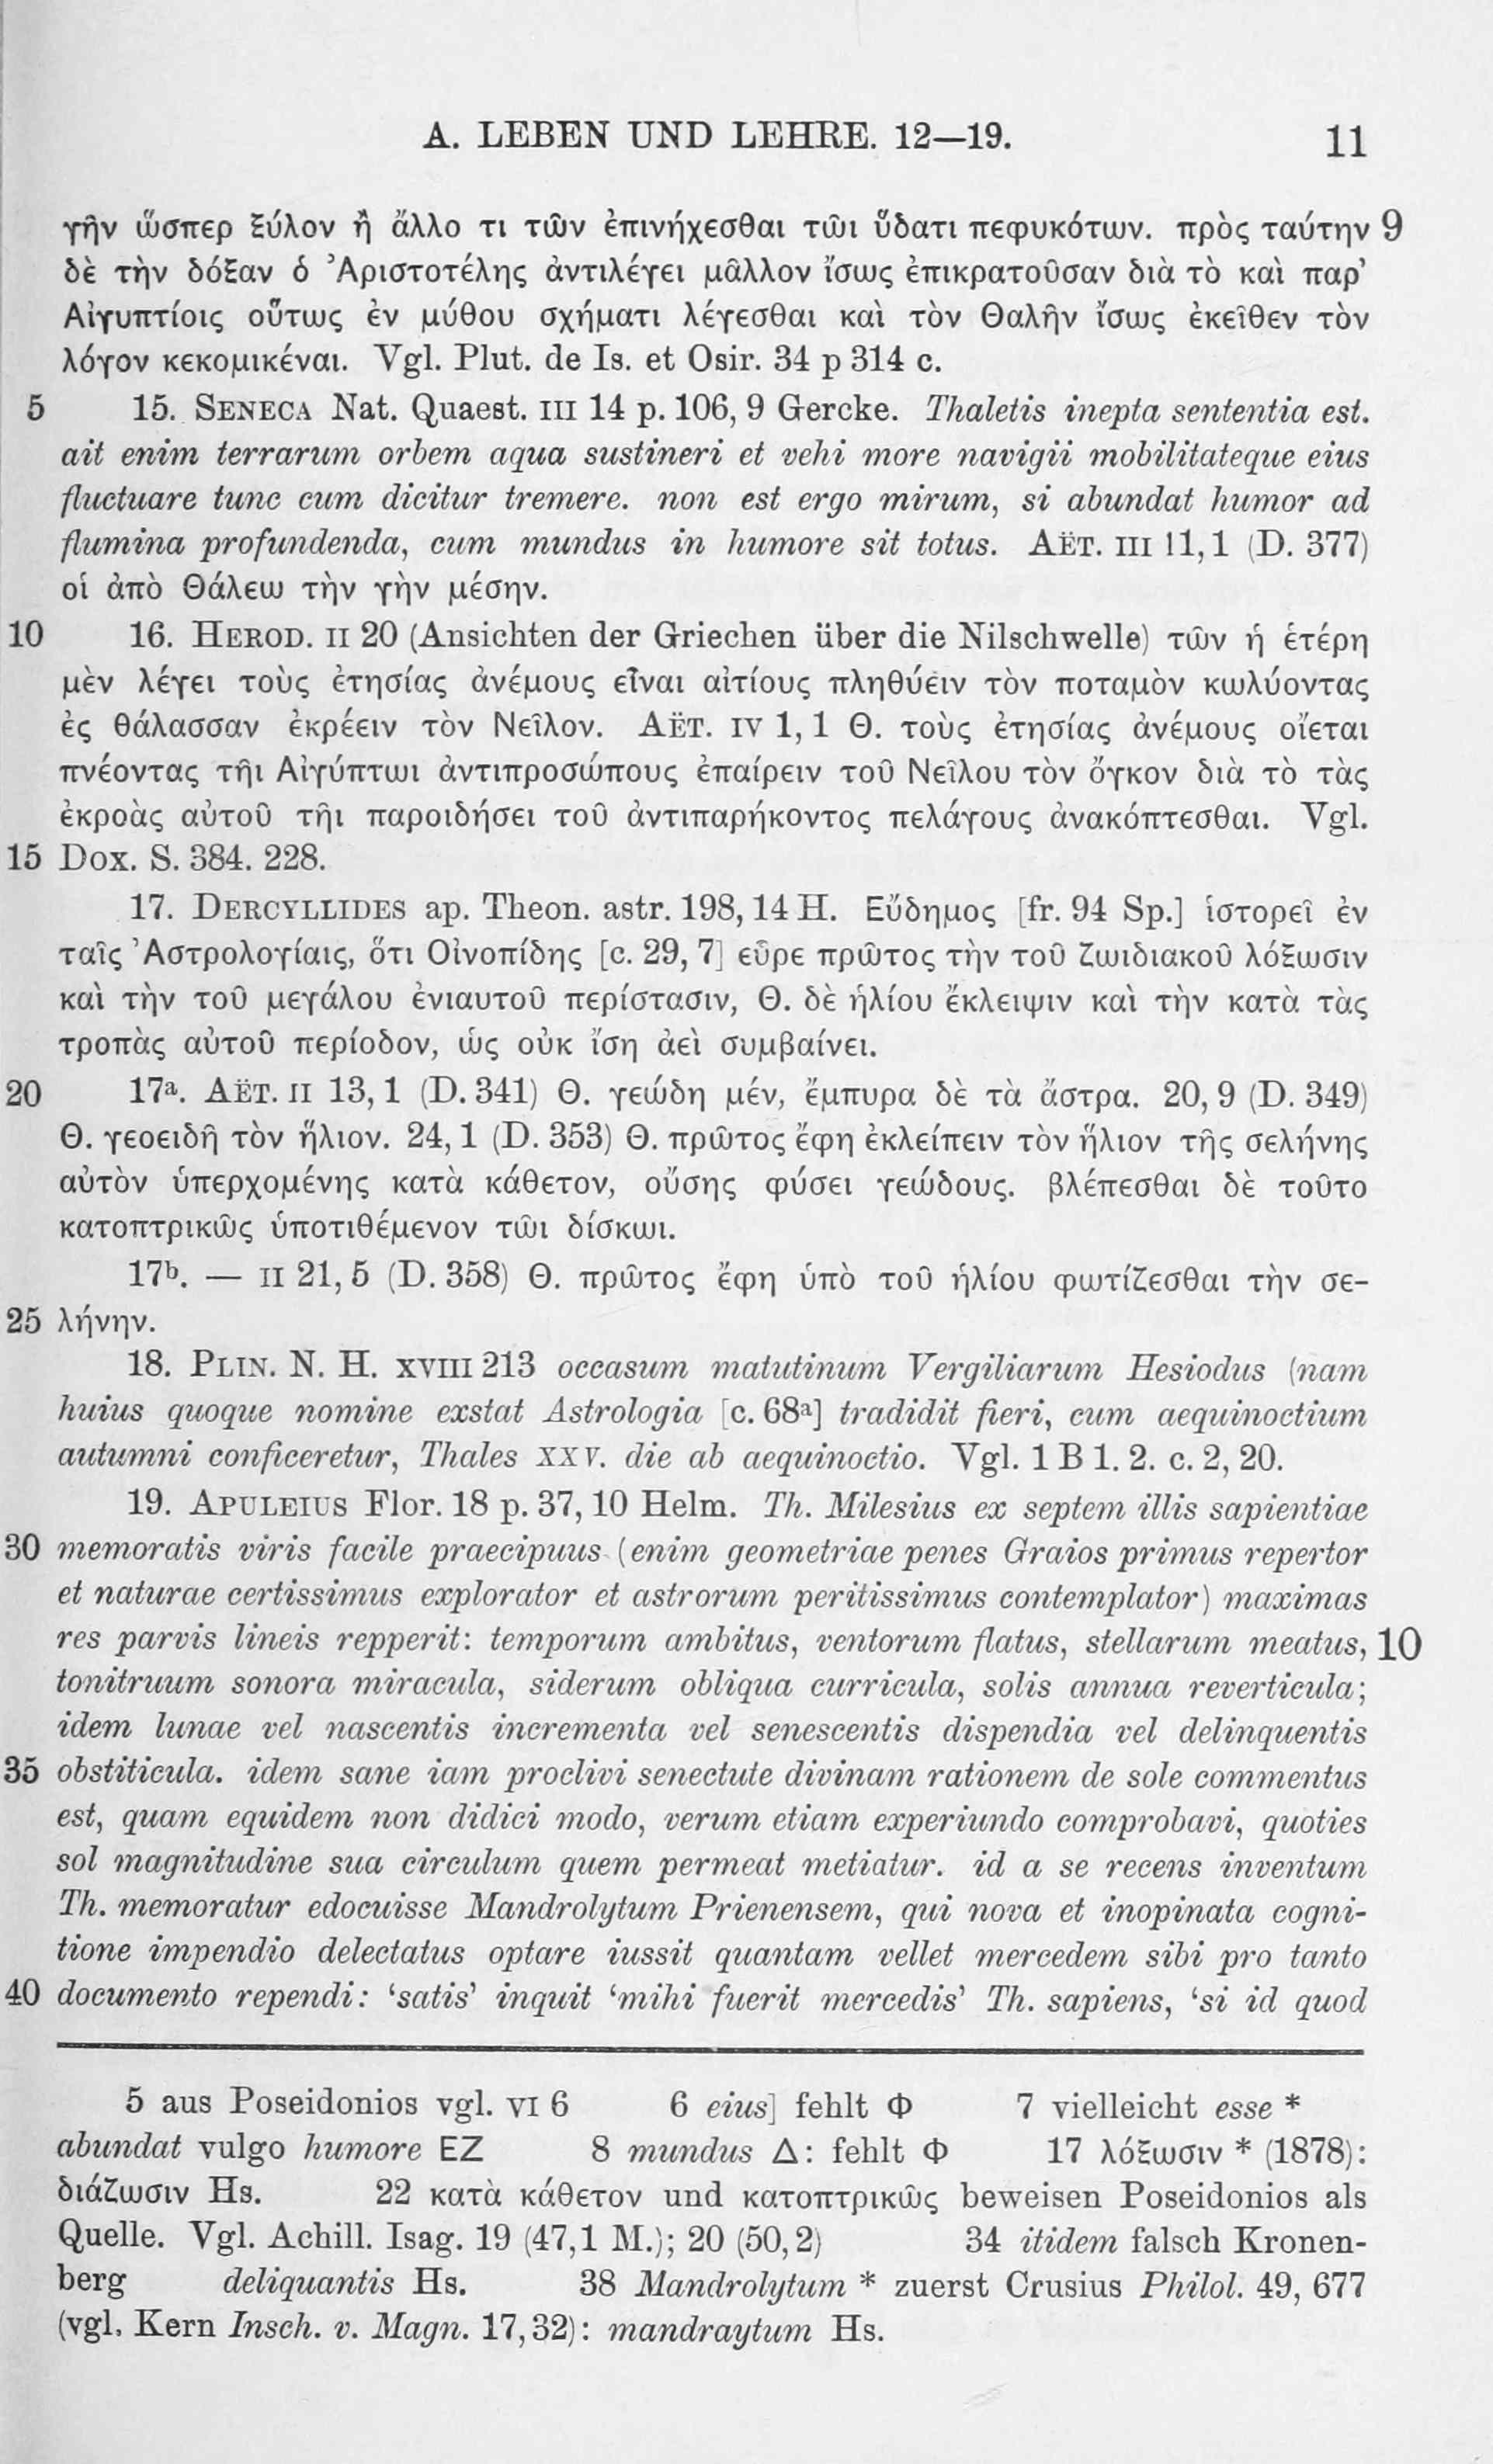 A. LEBEN UND LEHRE. 12—19. 11
γῆν ὥσπερ ξύλον ἢ ἄλλο τι τῶν ἐπινήχεσθαι τῶι ὕδατι πεφυκότων. πρὸς ταύτην 9
δὲ τὴν δόξαν ὁ Ἀριστοτέλης ἀντιλέγει μᾶλλον ἴσως ἐπικρατοῦσαν διὰ τὸ καὶ παρ’
Αἰγυπτίοις οὕτως ἐν μύθου σχήματι λέγεσθαι καὶ τὸν Θαλῆν ἴσως ἐκεῖθεν τὸν
λόγον κεκομικέναι. Vgl. Plut. de Is. et Osir. 34 p 314 c.
5 15. SENECA Nat. Quaest. III 14 p. 106, 9 Gercke. Thaletis inepta sententia est.
ait enim terrarum orbem aqua sustineri et vehi more navigii mobilitateque eius
fluctuare tunc cum dicitur tremere. non est ergo mirum, si abundat humor ad
flumina profundenda, cum mundus in humore sit totus. AËT. III 11, 1 (D. 377)
οἱ ἀπὸ Θάλεω τὴν γὴν μέσην.
10 16. HEROD. II 20 (Ansichten der Griechen über die Nilschwelle) τῶν ἡ ἑτέρη
μὲν λέγει τοὺς ἐτησίας ἀνέμους εἶναι αἰτίους πληθύειν τὸν ποταμὸν κωλύοντας
ἐς θάλασσαν ἐκρέειν τὸν Νεῖλον. AËT. IV 1, 1 Θ. τοὺς ἐτησίας ἀνέμους οἴεται
πνέοντας τῆι Αἰγύπτωι ἀντιπροσώπους ἐπαίρειν τοῦ Νείλου τὸν ὄγκον διὰ τὸ τὰς
ἐκροὰς αὐτοῦ τῆι παροιδήσει τοῦ ἀντιπαρήκοντος πελάγους ἀνακόπτεσθαι. Vgl.
15 Dox. S. 384. 228.
17. DERCYLLIDES ap. Theon. astr. 198, 14 H. Εὔδημος [fr. 94 Sp.] ἱστορεῖ ἐν
ταῖς Ἀστρολογίαις, ὅτι Οἰνοπίδης [c. 29, 7] εὗρε πρῶτος τὴν τοῦ ζωιδιακοῦ λόξωσιν
καὶ τὴν τοῦ μεγάλου ἐνιαυτοῦ περίστασιν, Θ. δὲ ἡλίου ἔκλειψιν καὶ τὴν κατὰ τὰς
τροπὰς αὐτοῦ περίοδον, ὡς οὐκ ἴση ἀεὶ συμβαίνει.
20 17ª. AËT. II 13, 1 (D. 341) Θ. γεώδη μέν, ἔμπυρα δὲ τὰ ἄστρα. 20, 9 (D. 349)
Θ. γεοειδῆ τὸν ἥλιον. 24, 1 (D. 353) Θ. πρῶτος ἔφη ἐκλείπειν τὸν ἥλιον τῆς σελήνης
αὐτὸν ὑπερχομένης κατὰ κάθετον, οὔσης φύσει γεώδους. βλέπεσθαι δὲ τοῦτο
κατοπτρικῶς ὑποτιθέμενον τῶι δίσκωι.
17ᵇ. — II 21, 5 (D. 358) Θ. πρῶτος ἔφη ὑπὸ τοῦ ἡλίου φωτίζεσθαι τὴν σε-
25 λήνην.
18. PLIN. N. H. XVIII 213 occasum matutinum Vergiliarum Hesiodus (nam
huius quoque nomine exstat Astrologia [c. 68ª] tradidit fieri, cum aequinoctium
autumni conficeretur, Thales XXV. die ab aequinoctio. Vgl. 1 B 1. 2. c. 2, 20.
19. APULEIUS Flor. 18 p. 37, 10 Helm. Th. Milesius ex septem illis sapientiae
30 memoratis viris facile praecipuus (enim geometriae penes Graios primus repertor
et naturae certissimus explorator et astrorum peritissimus contemplator) maximas
res parvis lineis repperit: temporum ambitus, ventorum flatus, stellarum meatus, 10
tonitruum sonora miracula, siderum obliqua curricula, solis annua reverticula;
idem lunae vel nascentis incrementa vel senescentis dispendia vel delinquentis
35 obstiticula. idem sane iam proclivi senectute divinam rationem de sole commentus
est, quam equidem non didici modo, verum etiam experiundo comprobavi, quoties
sol magnitudine sua circulum quem permeat metiatur. id a se recens inventum
Th. memoratur edocuisse Mandrolytum Prienensem, qui nova et inopinata cogni-
tione impendio delectatus optare iussit quantam vellet mercedem sibi pro tanto
40 documento rependi: ‘satis’ inquit ‘mihi fuerit mercedis’ Th. sapiens, ‘si id quod
5 aus Poseidonios vgl. VI 6 6 eius] fehlt Φ 7 vielleicht esse *
abundat vulgo humore EZ 8 mundus Δ: fehlt Φ 17 λόξωσιν * (1878):
διάζωσιν Hs. 22 κατὰ κάθετον und κατοπτρικῶς beweisen Poseidonios als
Quelle. Vgl. Achill. Isag. 19 (47,1 M.); 20 (50, 2) 34 itidem falsch Kronen-
berg deliquantis Hs. 38 Mandrolytum * zuerst Crusius Philol. 49, 677
(vgl. Kern Insch. v. Magn. 17, 32): mandraytum Hs.